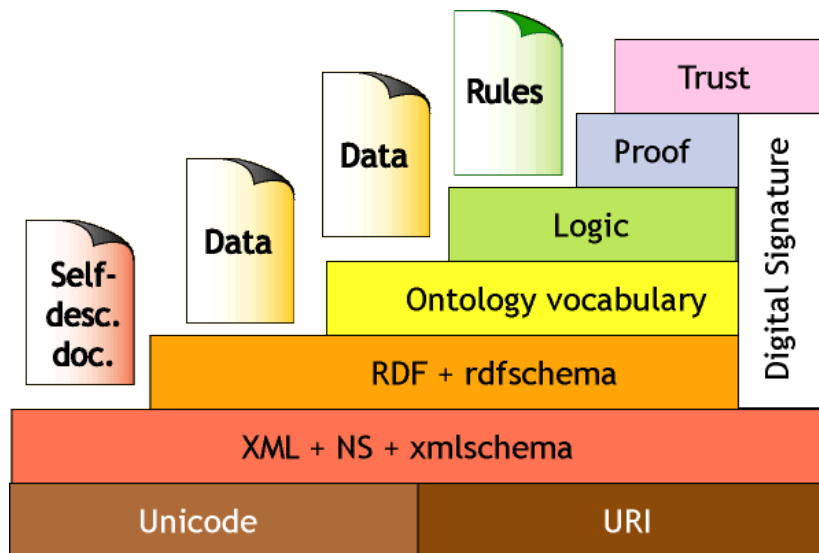 Rules
Trust
Data
Proof
Data
Logic
Self-
desc.
doc.
Ontology vocabulary
Digital Signature
RDF + rdfschema
XML + NS + xmlschema
Unicode
URI